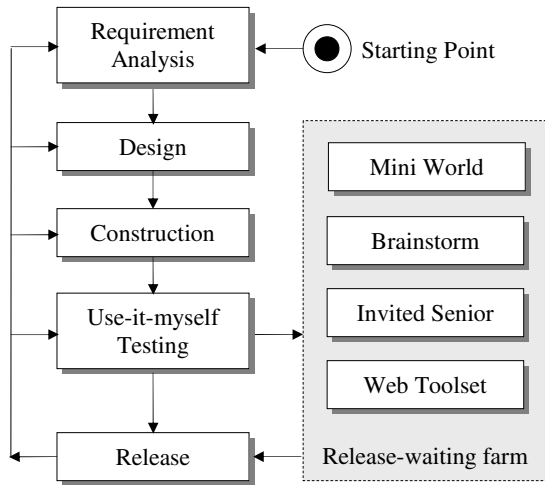 Requirement
Analysis
Starting Point
Design
Construction
Use-it-myself
Testing
Release
Mini World
Brainstorm
Invited Senior
Web Toolset
Release-waiting farm